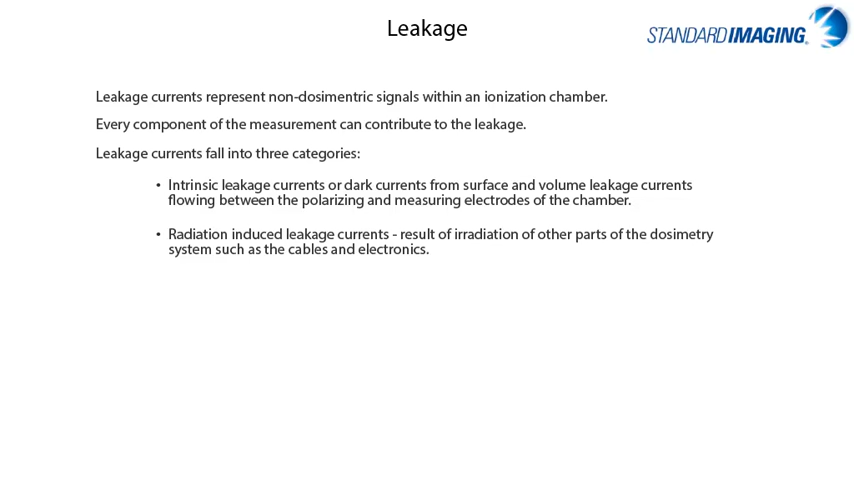 Leakage
STANDARD IMAGING®
Leakage currents represent non-dosimentric signals within an ionization chamber.
Every component of the measurement can contribute to the leakage.
Leakage currents fall into three categories:
• Intrinsic leakage currents or dark currents from surface and volume leakage currents
flowing between the polarizing and measuring electrodes of the chamber.
• Radiation induced leakage currents - result of irradiation of other parts of the dosimetry
system such as the cables and electronics.